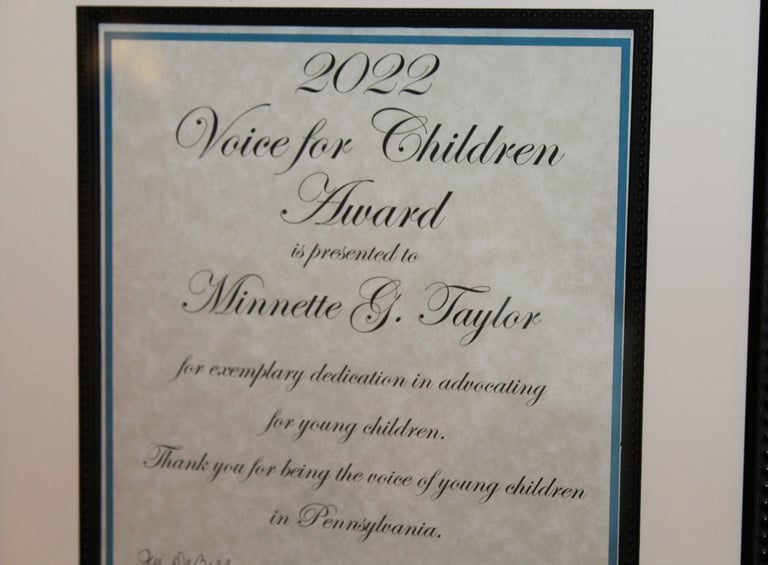 2022
Voice for Children
Award
is presented to
Minnette G. Taylor
for exemplary dedication in advocating
for young children.
Thank you for being the voice of young children
in Pennsylvania.